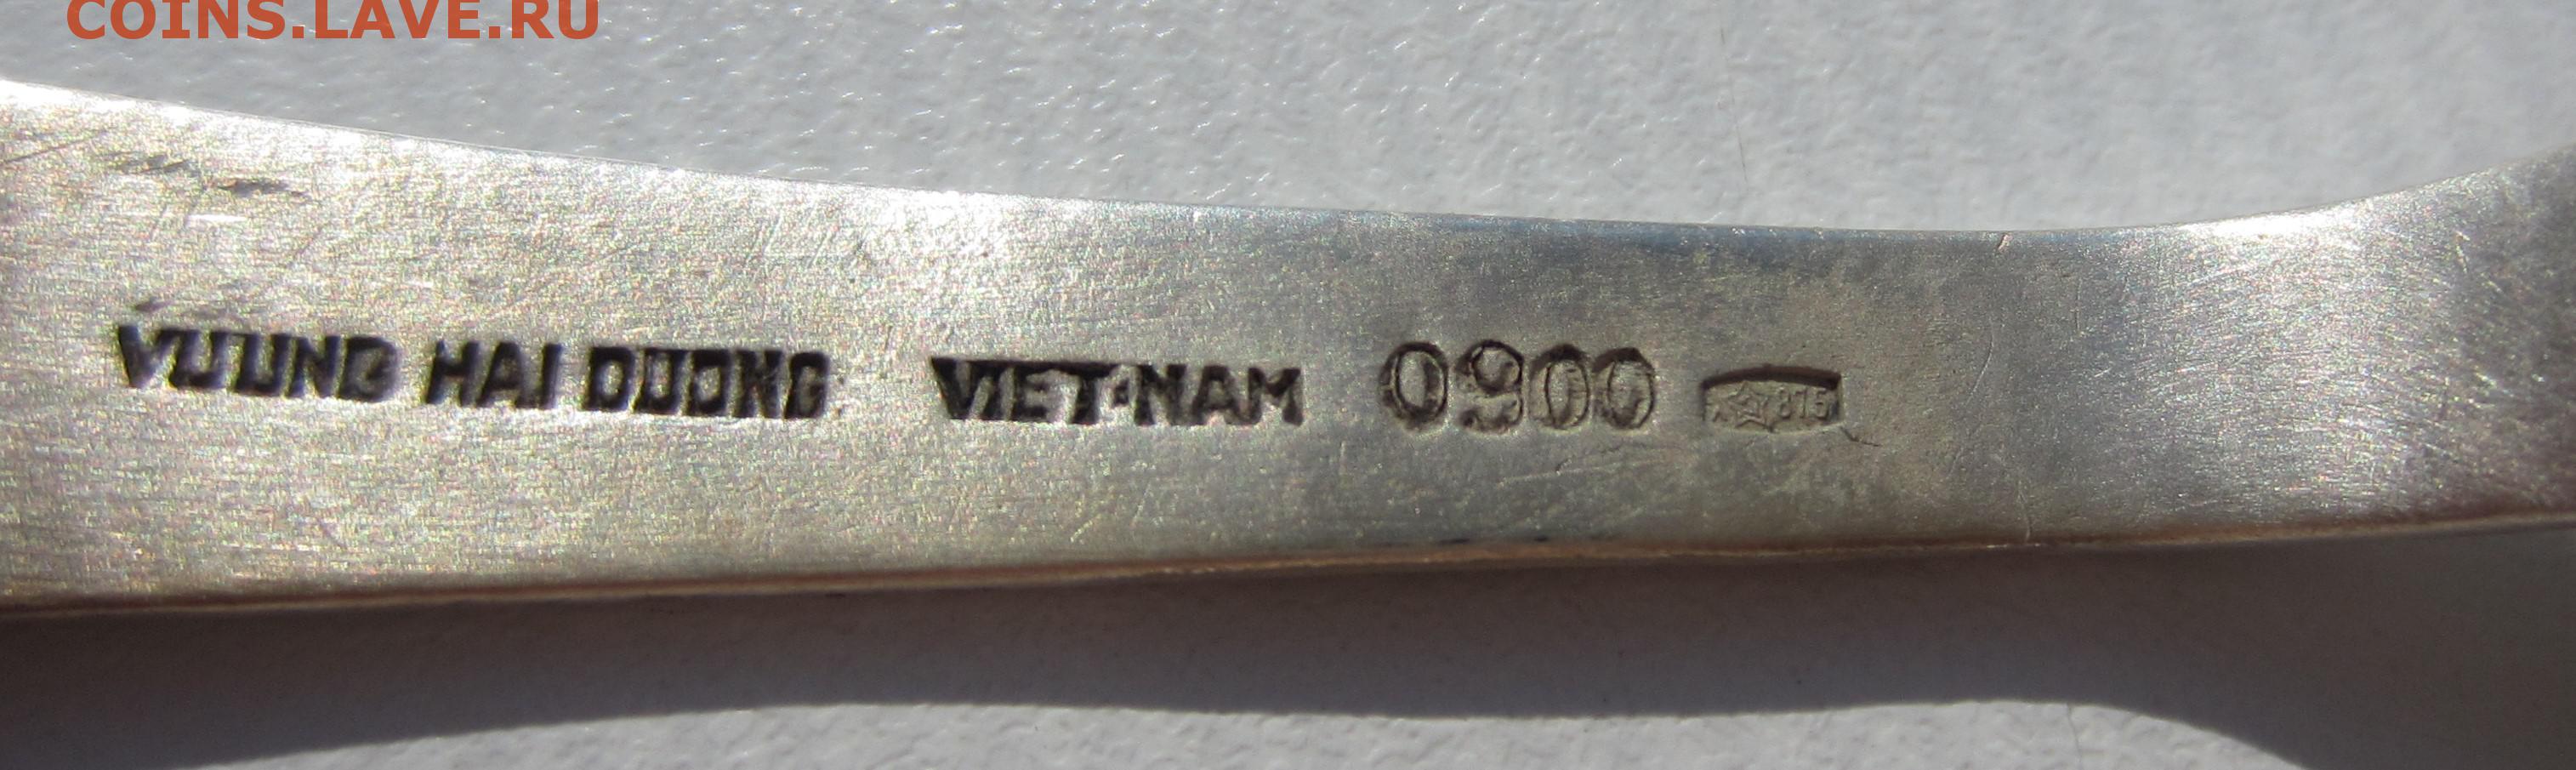 COINS.LAVE.RU
VUUNG HAI DUONG VIET·NAM 0900 ☆ 875